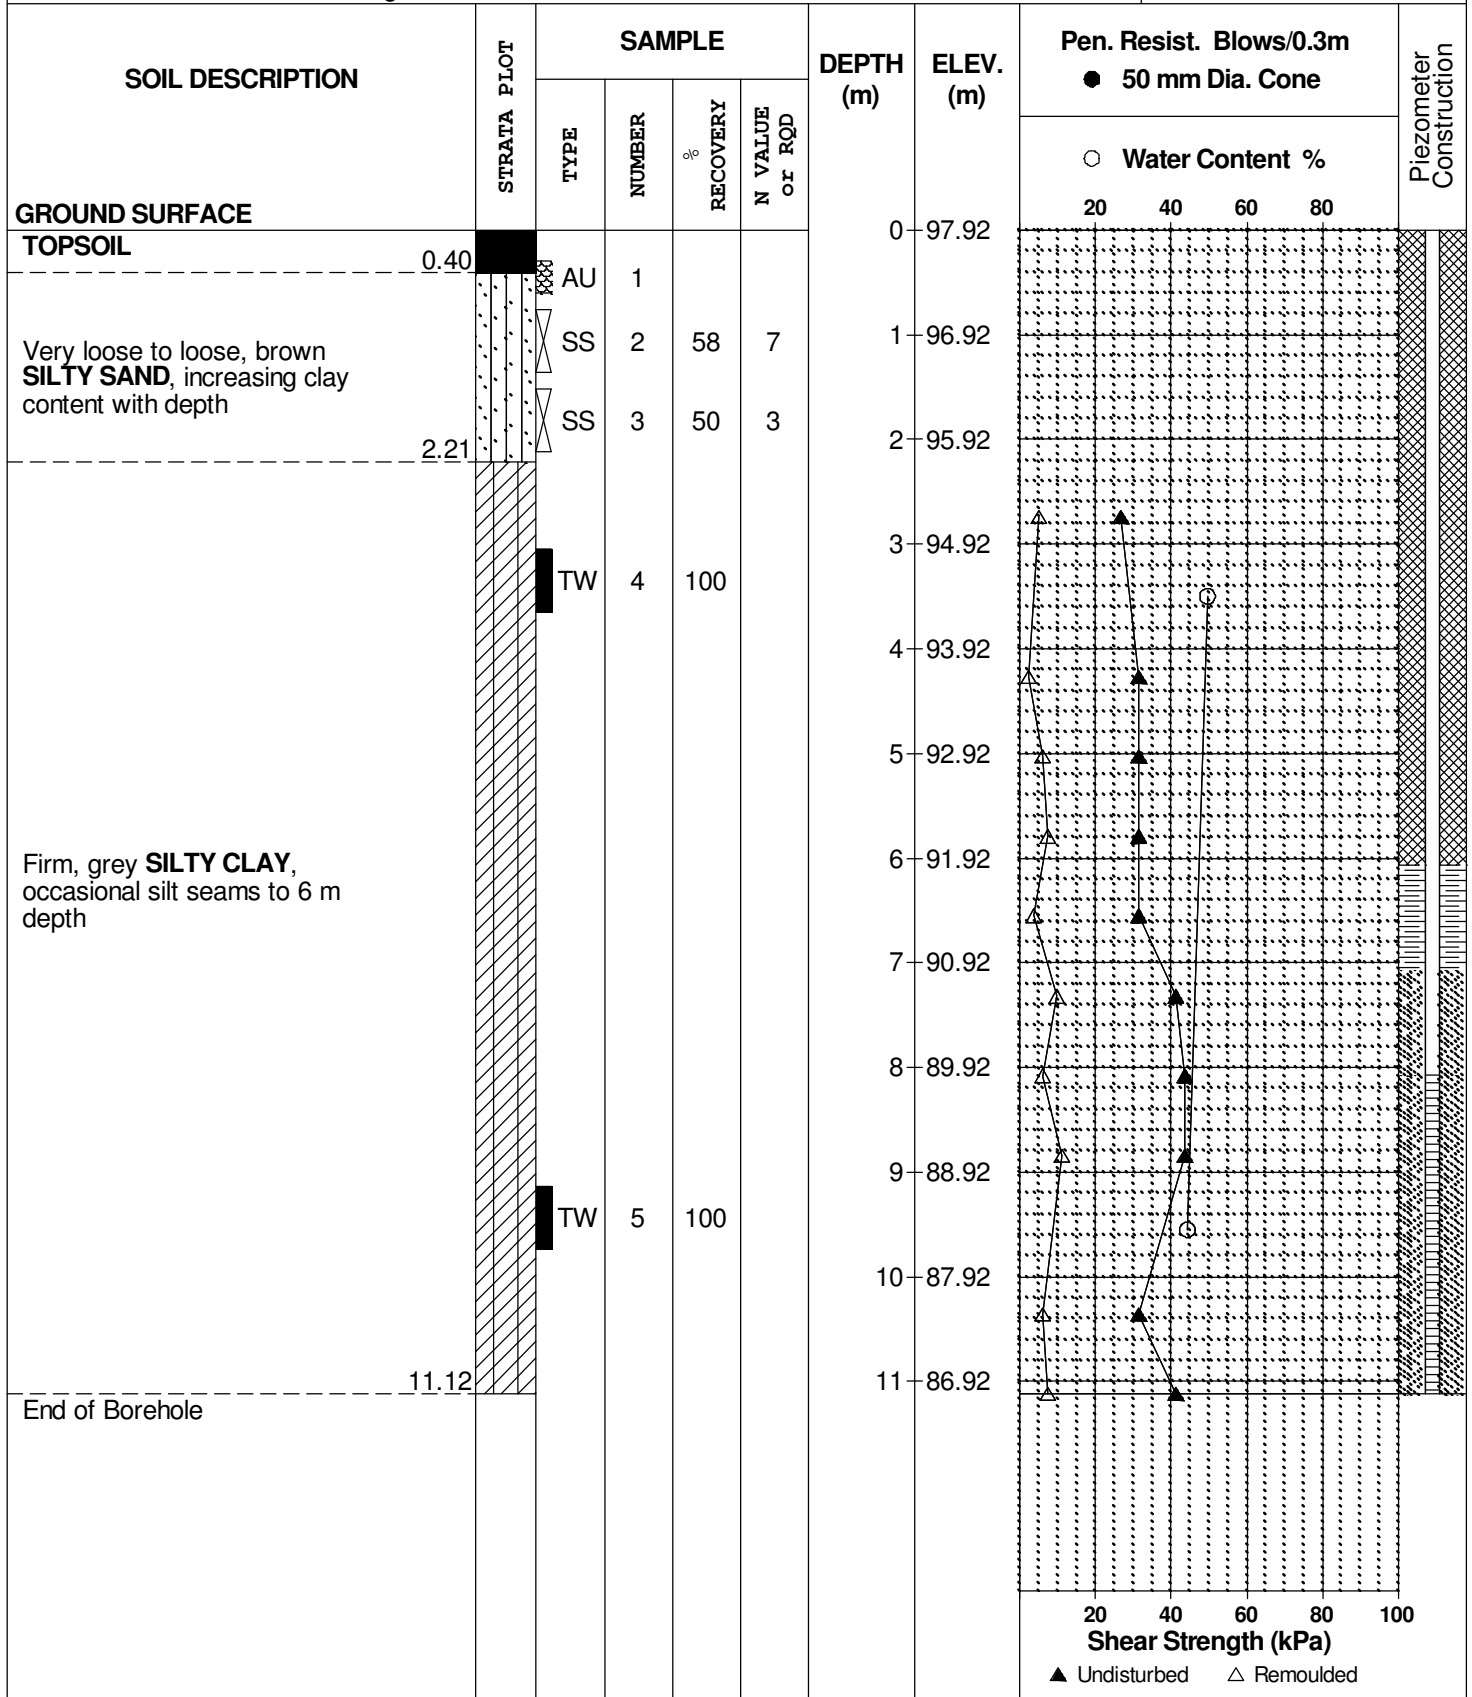 SOIL DESCRIPTION
GROUND SURFACE
STRATA PLOT
SAMPLE
TYPE
NUMBER
% RECOVERY
N VALUE or RQD
DEPTH (m)
ELEV. (m)
Pen. Resist. Blows/0.3m
● 50 mm Dia. Cone
○ Water Content %
20 40 60 80
Piezometer Construction
TOPSOIL
0.40
Very loose to loose, brown
SILTY SAND, increasing clay
content with depth
2.21
Firm, grey SILTY CLAY,
occasional silt seams to 6 m
depth
11.12
End of Borehole
AU 1
SS 2 58 7
SS 3 50 3
TW 4 100
TW 5 100
0 97.92
1 96.92
2 95.92
3 94.92
4 93.92
5 92.92
6 91.92
7 90.92
8 89.92
9 88.92
10 87.92
11 86.92
20 40 60 80 100
Shear Strength (kPa)
▲ Undisturbed △ Remoulded